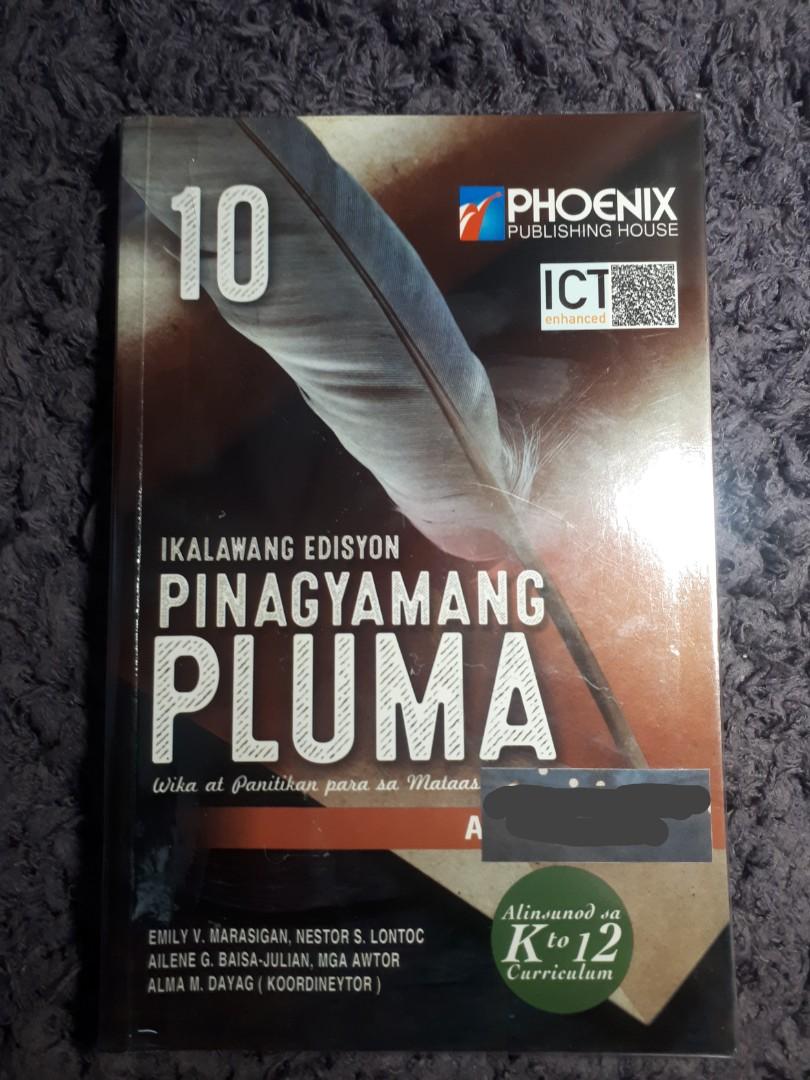 10
PHOENIX
PUBLISHING HOUSE
ICT
enhanced
IKALAWANG EDISYON
PINAGYAMANG
PLUMA
Wika at Panitikan para sa Mataas
A
EMILY V. MARASIGAN, NESTOR S. LONTOC
AILENE G. BAISA-JULIAN, MGA AWTOR
ALMA M. DAYAG ( KOORDINEYTOR )
Alinsunod sa
K to 12
Curriculum